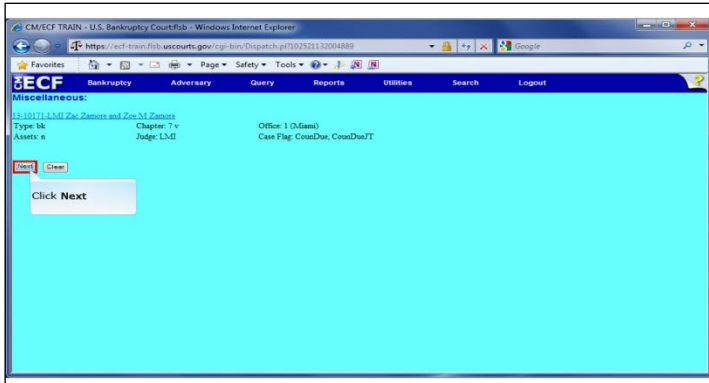 CM/ECF TRAIN - U.S. Bankruptcy Court:flsb - Windows Internet Explorer
https://ecf-train.flsb.uscourts.gov/cgi-bin/Dispatch.pl?102521132004889
Google
Favorites Page Safety Tools
ECF Bankruptcy Adversary Query Reports Utilities Search Logout ?
Miscellaneous:
13-10171-LMI Zac Zamore and Zoe M Zamore
Type: bk Chapter: 7 v Office: 1 (Miami)
Assets: n Judge: LMI Case Flag: CounDue, CounDueJT
Next Clear
Click Next